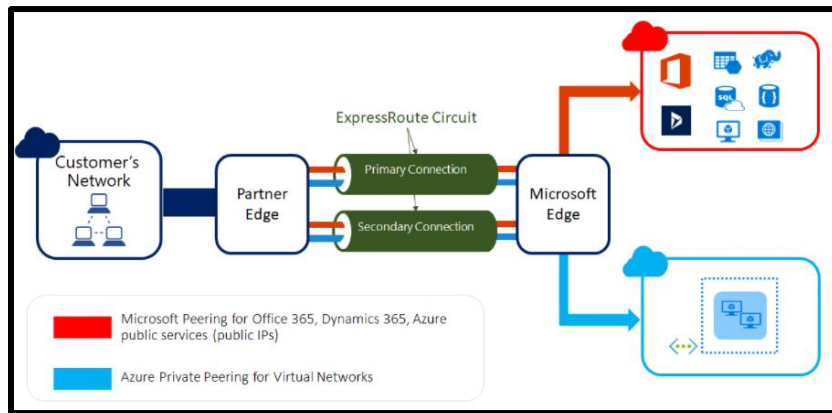 ExpressRoute Circuit
Customer's
Network
Partner
Edge
Primary Connection
Secondary Connection
Microsoft
Edge
SQL
Microsoft Peering for Office 365, Dynamics 365, Azure
public services (public IPs)
Azure Private Peering for Virtual Networks